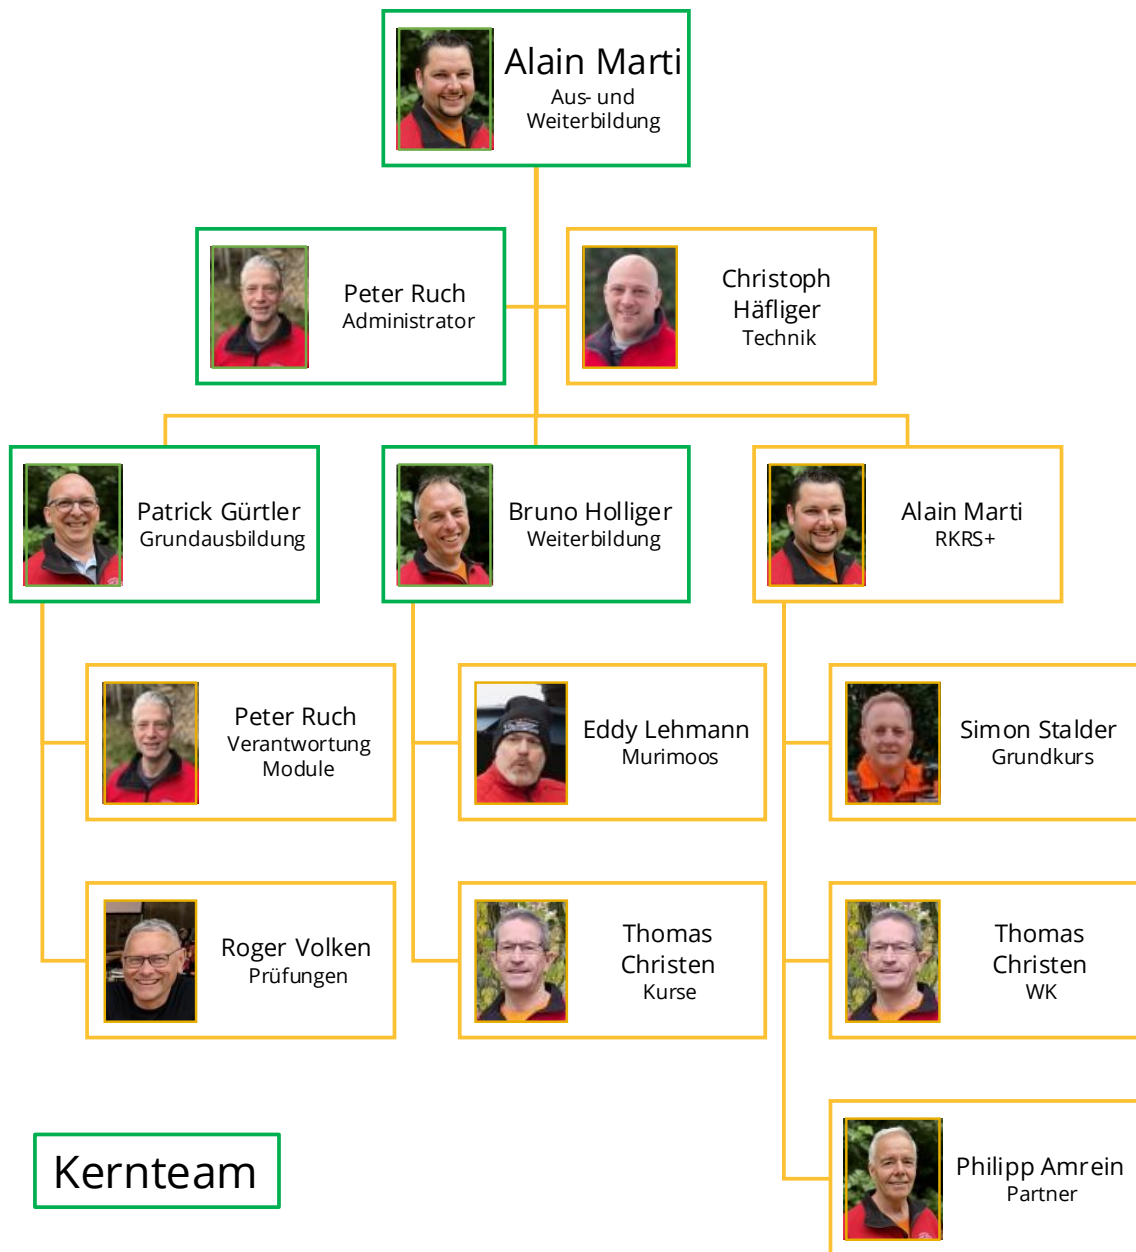 Alain Marti
Aus- und
Weiterbildung
Peter Ruch
Administrator
Christoph
Häfliger
Technik
Patrick Gürtler
Grundausbildung
Bruno Holliger
Weiterbildung
Alain Marti
RKRS+
Peter Ruch
Verantwortung
Module
Eddy Lehmann
Murimoos
Simon Stalder
Grundkurs
Roger Volken
Prüfungen
Thomas
Christen
Kurse
Thomas
Christen
WK
Kernteam
Philipp Amrein
Partner